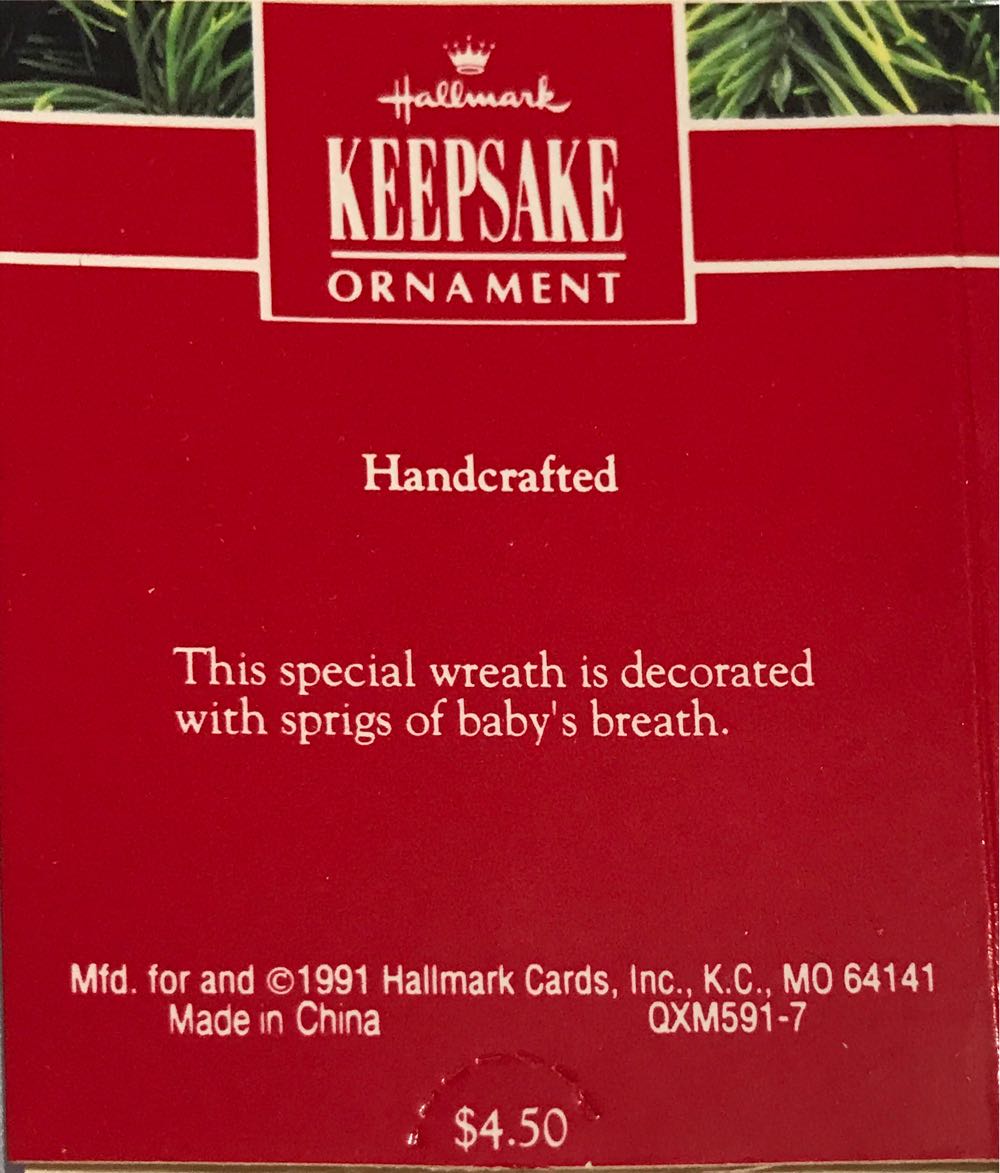 Hallmark
KEEPSAKE
ORNAMENT
Handcrafted
This special wreath is decorated
with sprigs of baby's breath.
Mfd. for and ©1991 Hallmark Cards, Inc., K.C., MO 64141
Made in China QXM591-7
$4.50